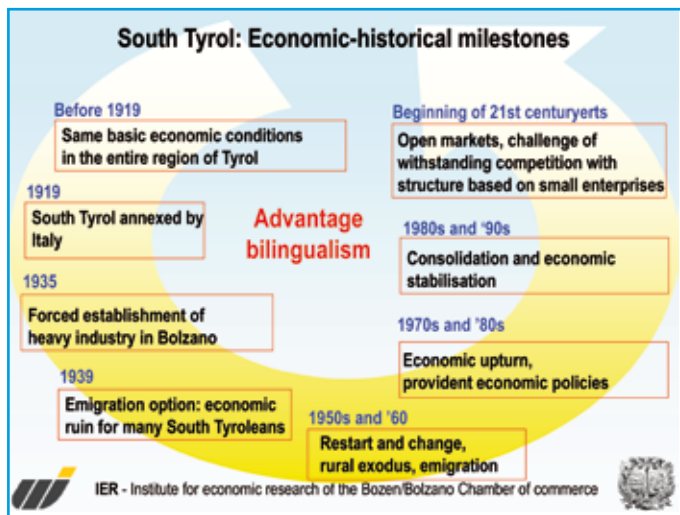 South Tyrol: Economic-historical milestones
Before 1919
Same basic economic conditions
in the entire region of Tyrol
1919
South Tyrol annexed by
Italy
1935
Forced establishment of
heavy industry in Bolzano
1939
Emigration option: economic
ruin for many South Tyroleans
1950s and '60
Restart and change,
rural exodus, emigration
1970s and '80s
Economic upturn,
provident economic policies
1980s and '90s
Consolidation and economic
stabilisation
Beginning of 21st centuryerts
Open markets, challenge of
withstanding competition with
structure based on small enterprises
Advantage
bilingualism
IER - Institute for economic research of the Bozen/Bolzano Chamber of commerce